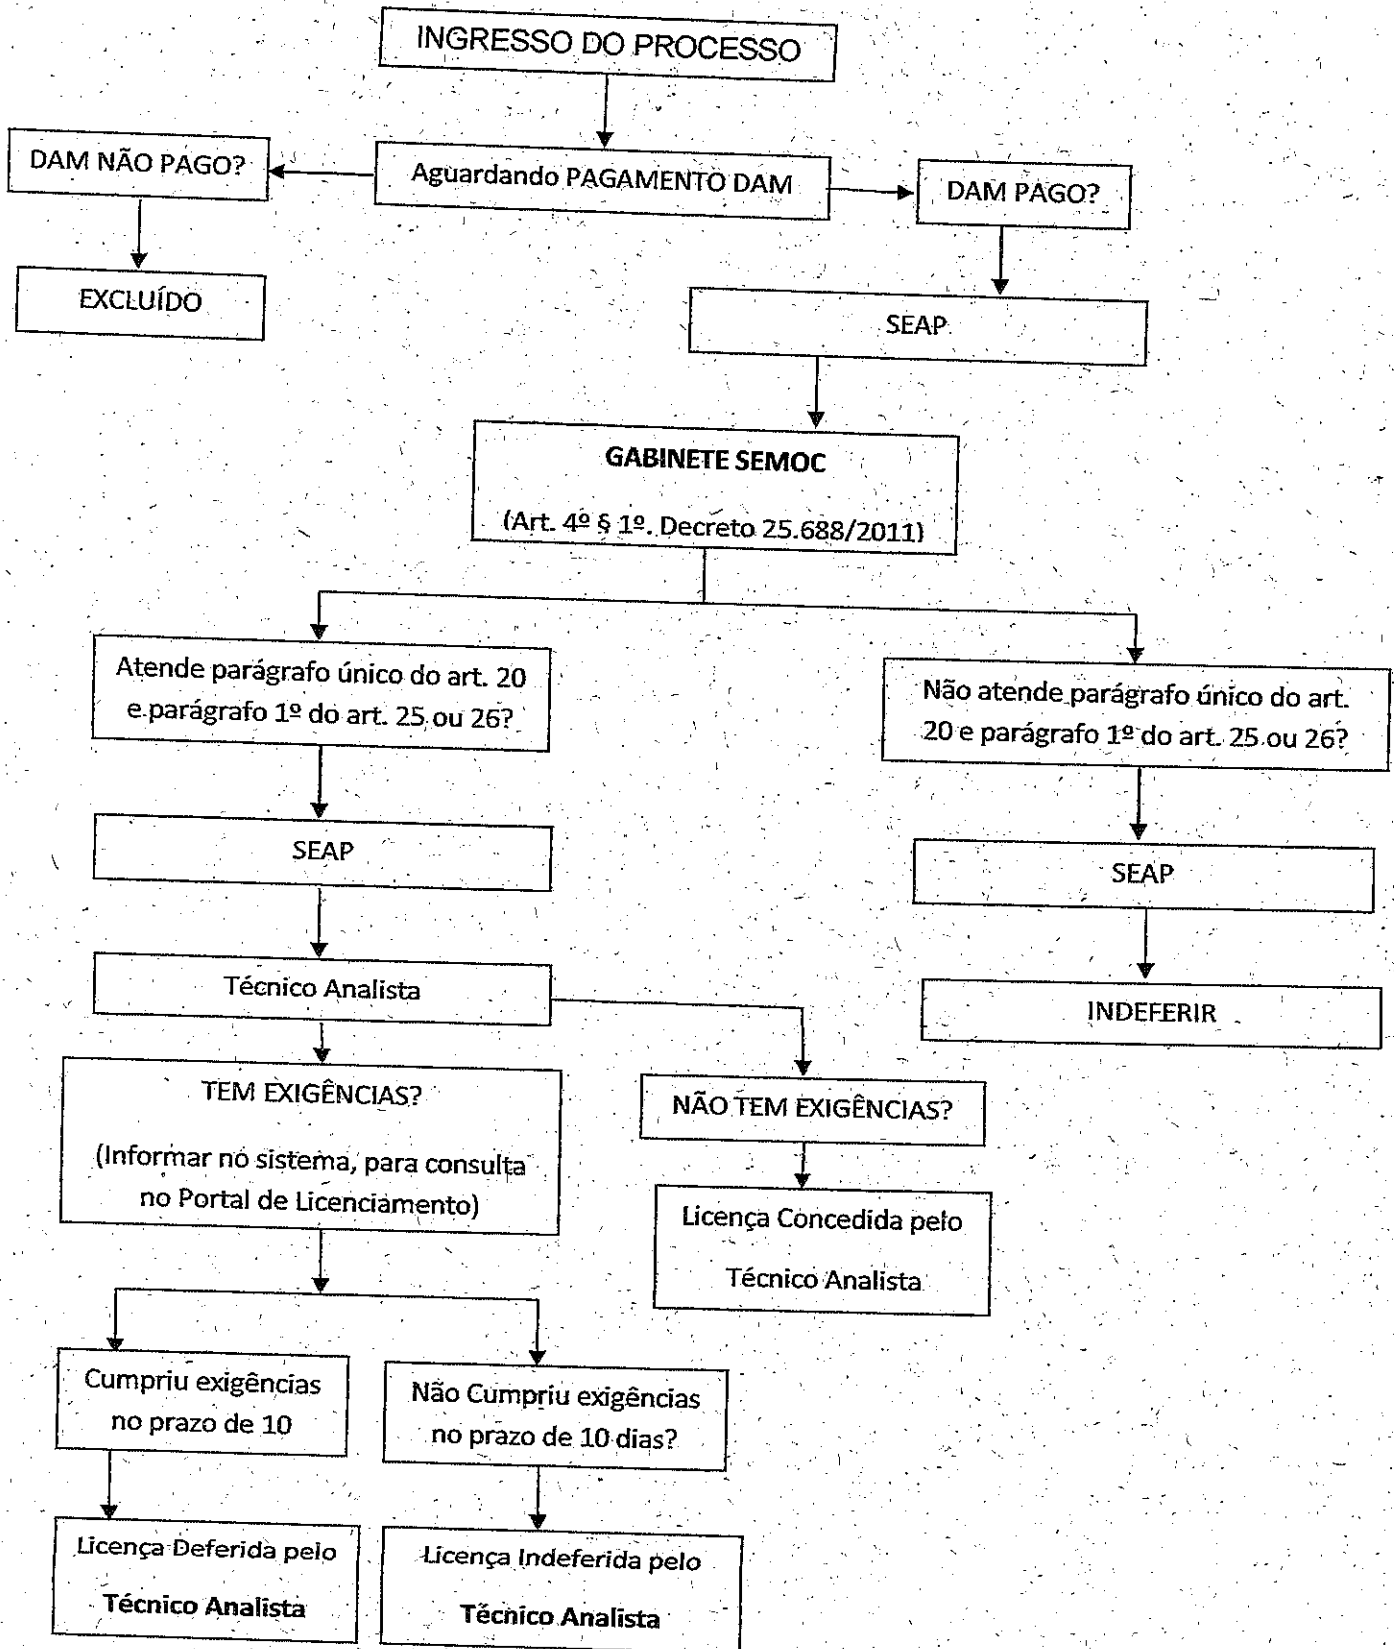 INGRESSO DO PROCESSO
DAM NÃO PAGO?
Aguardando PAGAMENTO DAM
DAM PAGO?
EXCLUÍDO
SEAP
GABINETE SEMOC
(Art. 4º § 1º. Decreto 25.688/2011)
Atende parágrafo único do art. 20
e parágrafo 1º do art. 25 ou 26?
Não atende parágrafo único do art.
20 e parágrafo 1º do art. 25 ou 26?
SEAP
SEAP
Técnico Analista
INDEFERIR
TEM EXIGÊNCIAS?
(Informar no sistema, para consulta
no Portal de Licenciamento)
NÃO TEM EXIGÊNCIAS?
Licença Concedida pelo
Técnico Analista
Cumpriu exigências
no prazo de 10
Não Cumpriu exigências
no prazo de 10 dias?
Licença Deferida pelo
Técnico Analista
Licença Indeferida pelo
Técnico Analista